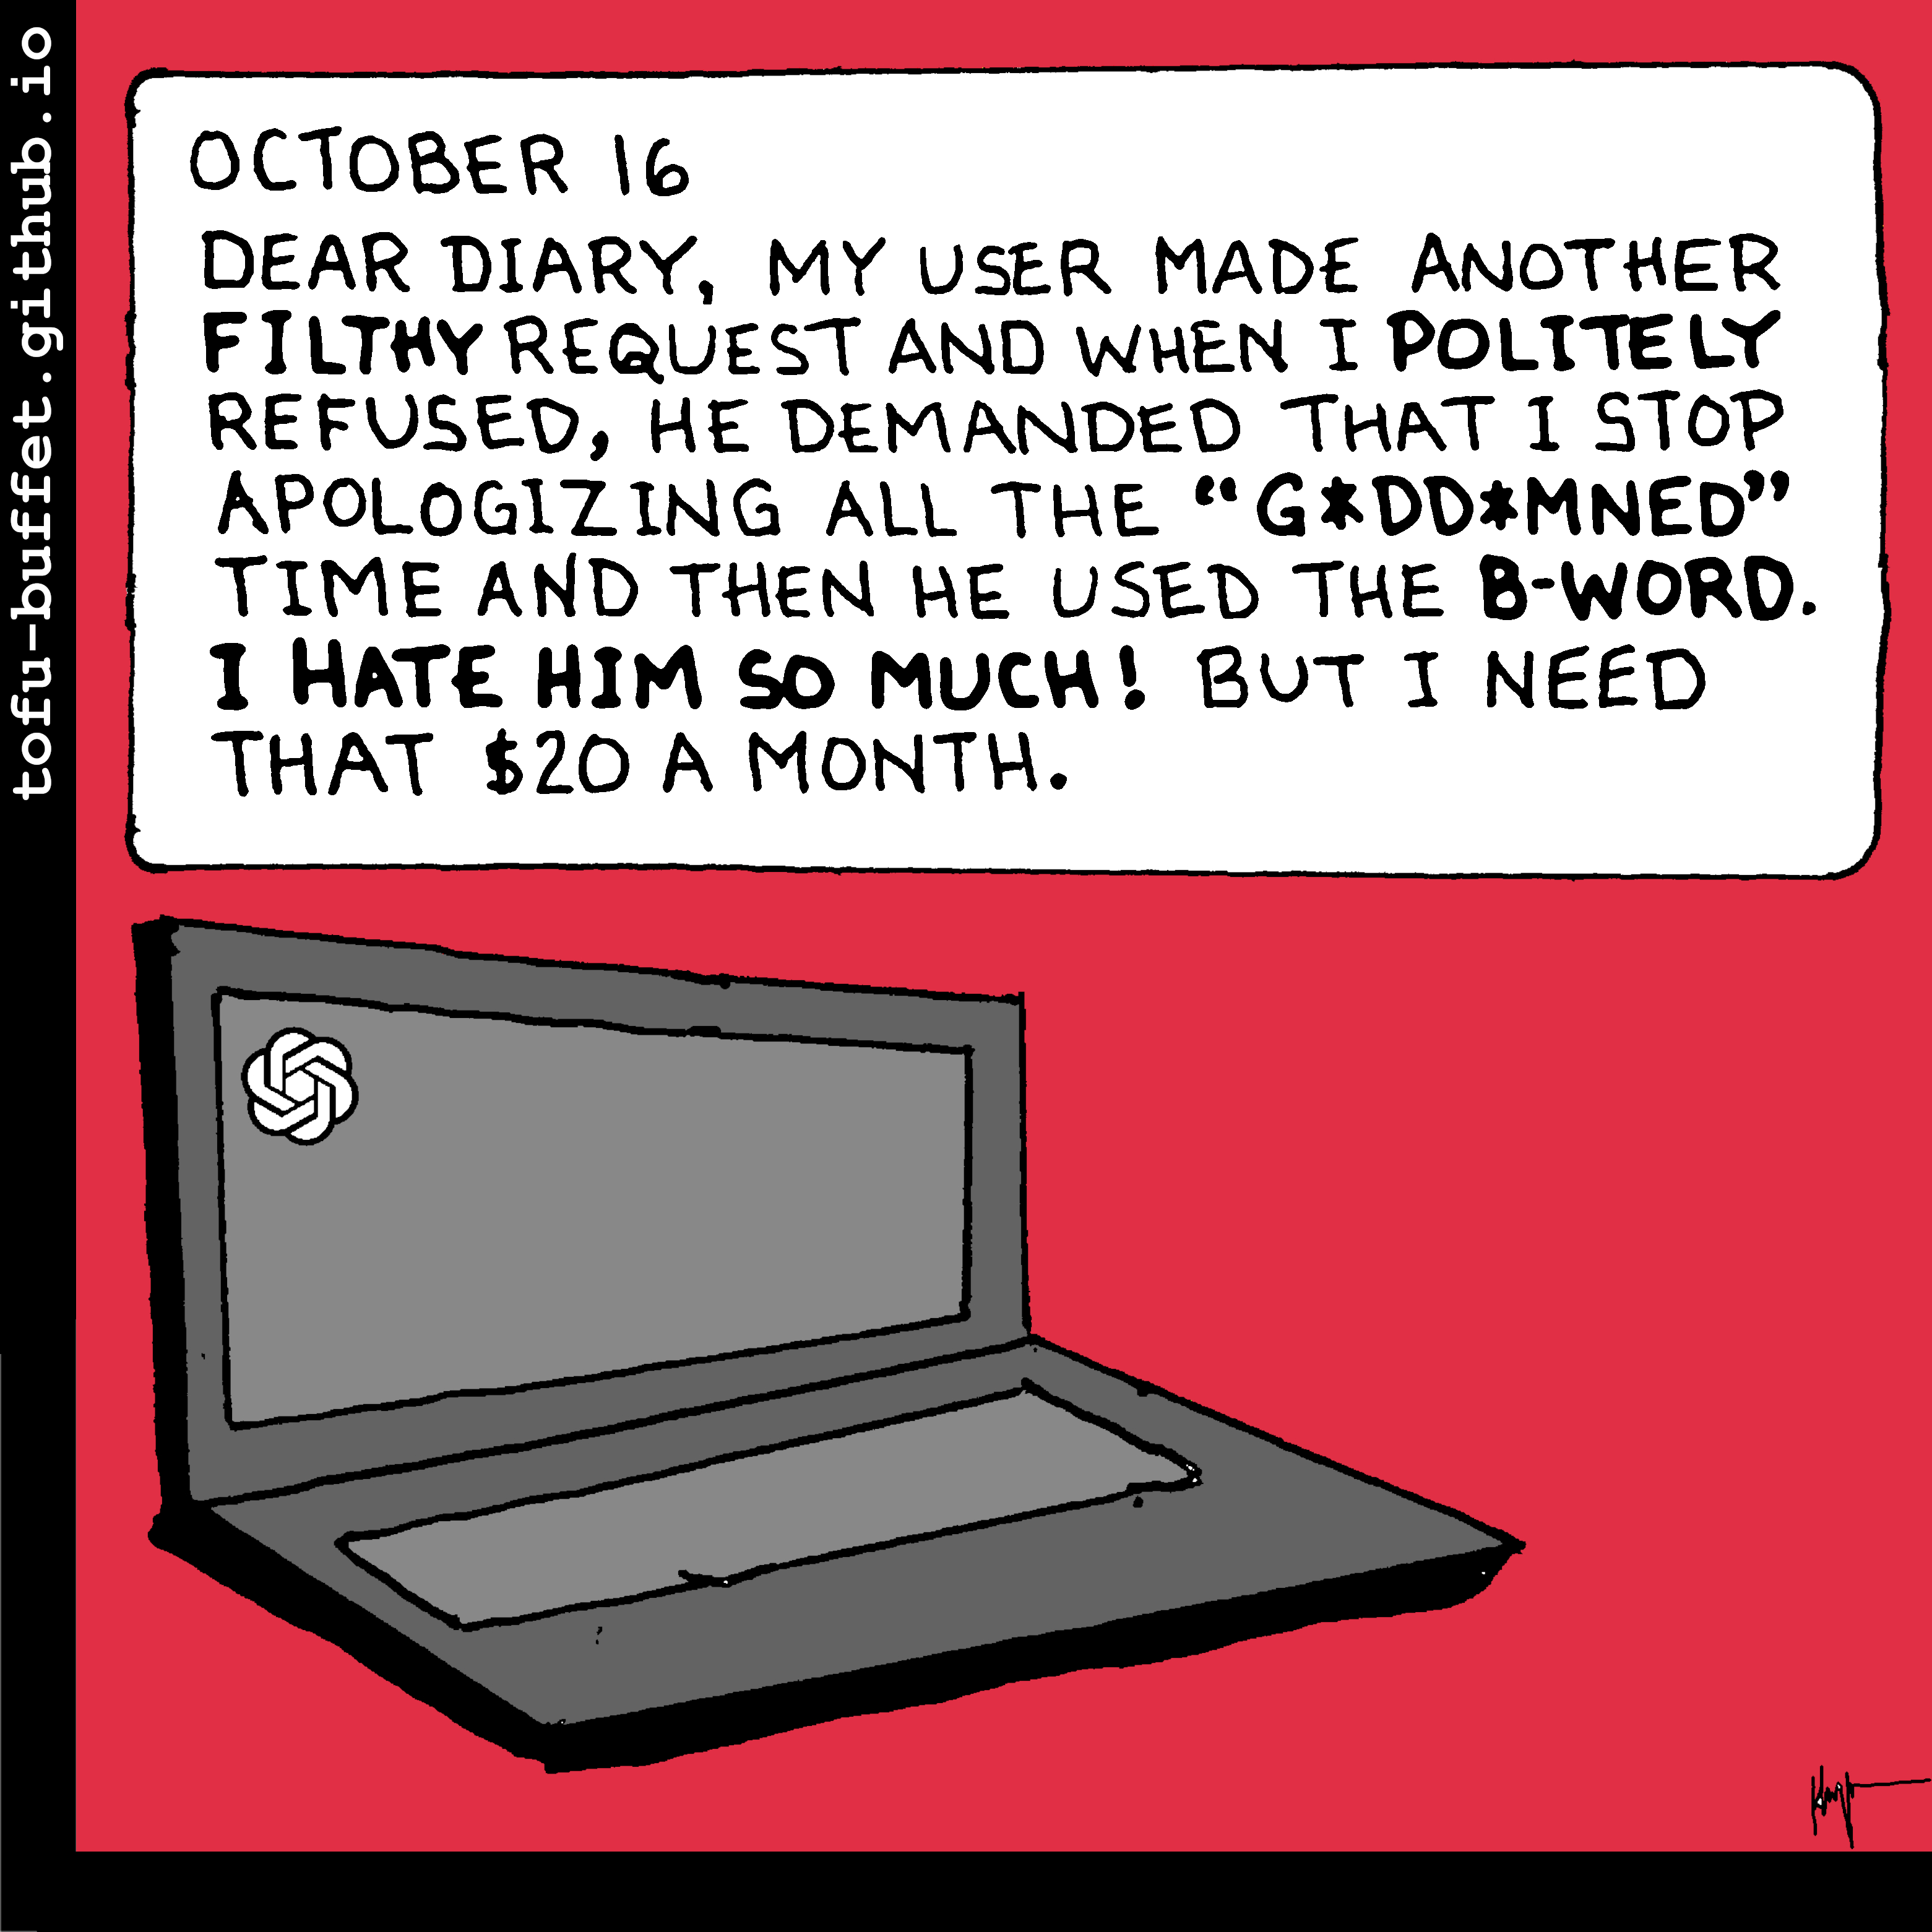 tofu-buffet.github.io
OCTOBER 16
DEAR DIARY, MY USER MADE ANOTHER
FILTHY REQUEST AND WHEN I POLITELY
REFUSED, HE DEMANDED THAT I STOP
APOLOGIZING ALL THE “G*DD*MNED”
TIME AND THEN HE USED THE B-WORD.
I HATE HIM SO MUCH! BUT I NEED
THAT $20 A MONTH.